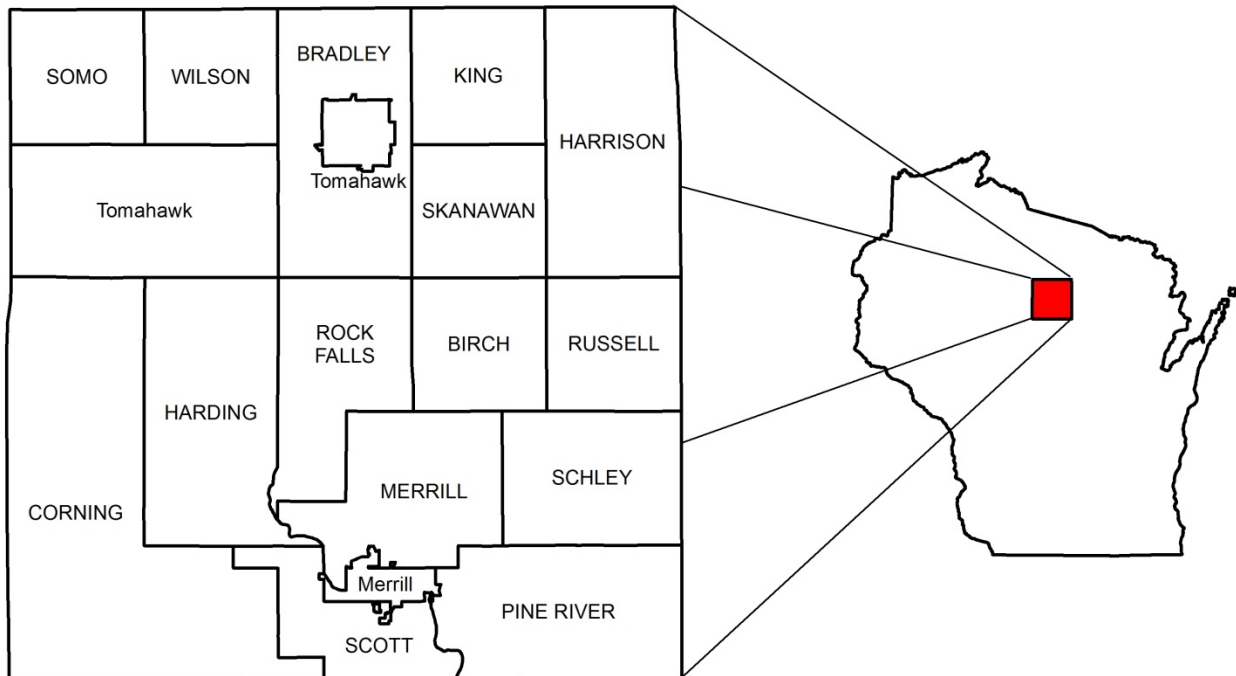 BRADLEY
SOMO
WILSON
KING
HARRISON
Tomahawk
Tomahawk
SKANAWAN
ROCK
FALLS
BIRCH
RUSSELL
HARDING
SCHLEY
MERRILL
CORNING
Merrill
PINE RIVER
SCOTT